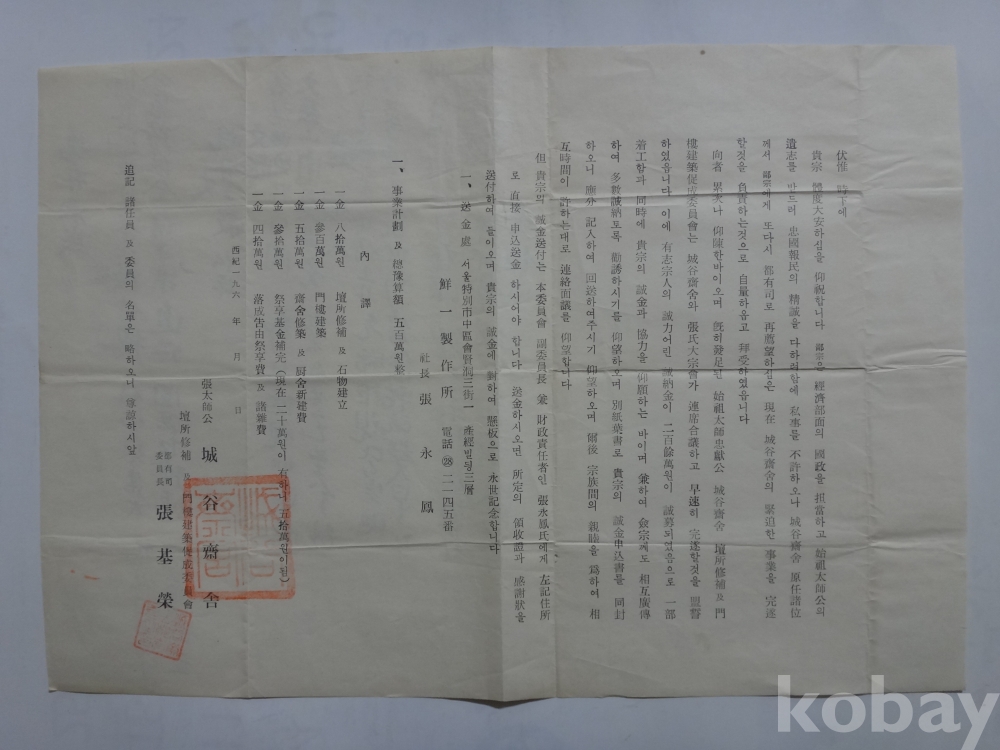 伏惟 時下에
貴宗 體度大安하심을 仰祝합니다 鄙宗은 經濟部面의 國政을 担當하고 始祖太師公의
遺志를 받드러 忠國報民의 精誠을 다하려함에 私事를 不許하오나 城谷齋舍 原任諸位
께서 鄙宗에게 또다시 都有司로 再薦望하심은 現在 城谷齋舍의 緊迫한 事業을 完遂
할것을 負責하는것으로 自量하옵고 拜受하였읍니다
向者 累次나 仰陳한바이오며 旣히發足된 始祖太師忠獻公 城谷齋舍 壇所修補及門
樓建築促成委員會는 城谷齋舍와 張氏大宗會가 連席合議하고 早速히 完遂할것을 盟誓
하였읍니다 이에 有志宗人의 誠力어린 誠納金이 二百餘萬원이 誠募되였음으로 一部
着工함과 同時에 貴宗의 誠金과 協力을 仰願하는 바이며 兼하여 僉宗께도 相互廣傳
하여 多數誠納토록 勸誘하시기를 仰望하오며 別紙葉書로 貴宗의 誠金申込書를 同封
하오니 應分 記入하여 回送하여주시기 仰望하오며 爾後 宗族間의 親睦을 爲하여 相
互時間이 許하는대로 連絡面議를 仰望합니다
但 貴宗의 誠金送付는 本委員會 副委員長 兼 財政責任者인 張永鳳氏에게 左記住所
로 直接 申込送金 하시어야 합니다 送金하시오면 所定의 領收證과 感謝狀을
送付하여 들이오며 貴宗의 誠金에 對하여 懸板으로 永世記念합니다
一、送金處 서울特別市中區會賢洞三街一 産經빌딩三層
鮮一製作所 電話㉘二一四五番
社長 張永鳳
一、事業計劃 及 總豫算額 五百萬원整
內譯
一金 八拾萬원 壇所修補 及 石物建立
一金 參百萬원 門樓建築
一金 五拾萬원 齋舍修築 及 厨舍新建費
一金 參拾萬원 祭享基金補完(現在二十萬원이 有하니 五拾萬원이됨)
一金 四拾萬원 落成告由祭享費 及 議雜費
西紀一九六 年 月 日
張太師公 城谷齋舍
壇所修補 及 門樓建築促成委員會
都有司
委員長 張基榮
追記 諸任員 及 委員의 名單은 略하오니 尊諒하시압
kobay